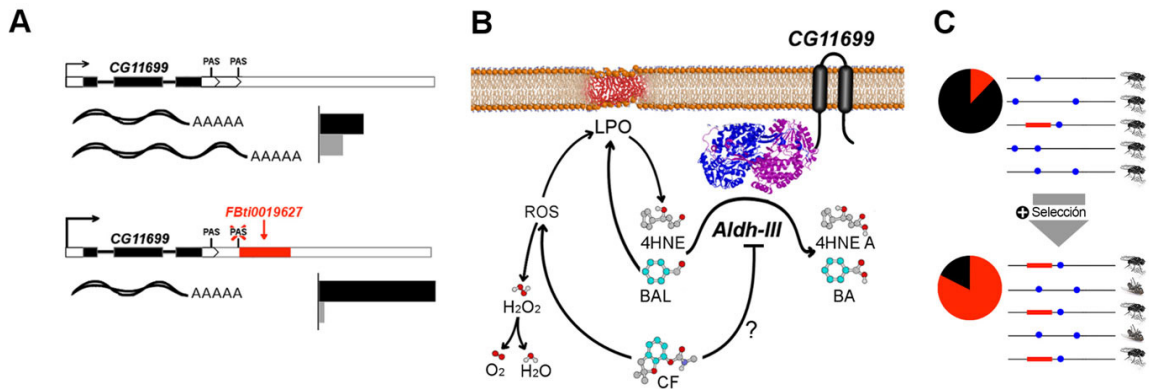 A
CG11699
PAS PAS
AAAAA
AAAAA
FBti0019627
CG11699
PAS PAS
AAAAA
B
CG11699
LPO
ROS
4HNE
Aldh-III
4HNE A
BAL
BA
H2O2
?
O2
H2O
CF
C
+ Selección